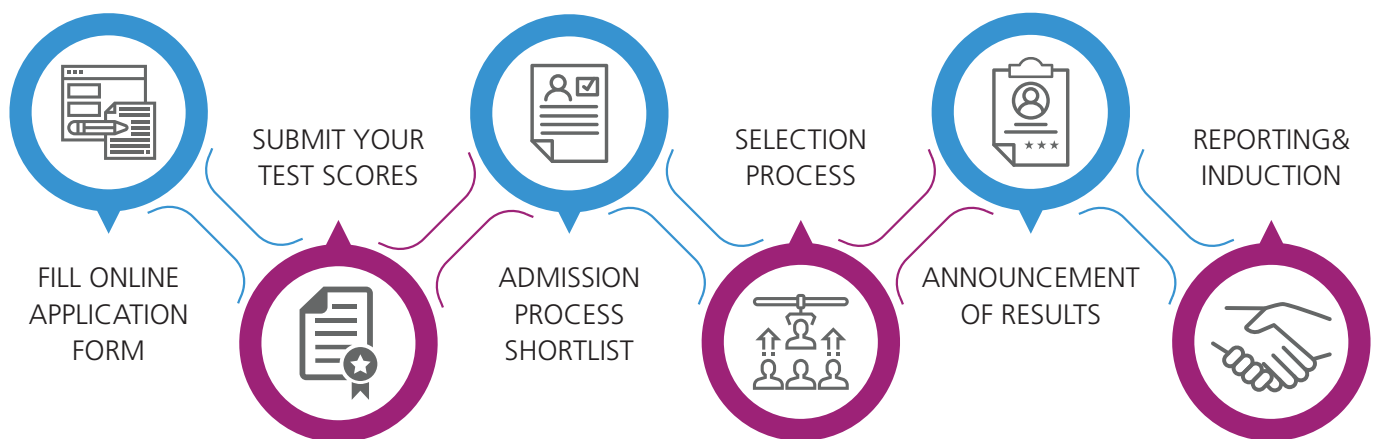 FILL ONLINE
APPLICATION
FORM
SUBMIT YOUR
TEST SCORES
ADMISSION
PROCESS
SHORTLIST
SELECTION
PROCESS
ANNOUNCEMENT
OF RESULTS
REPORTING&
INDUCTION